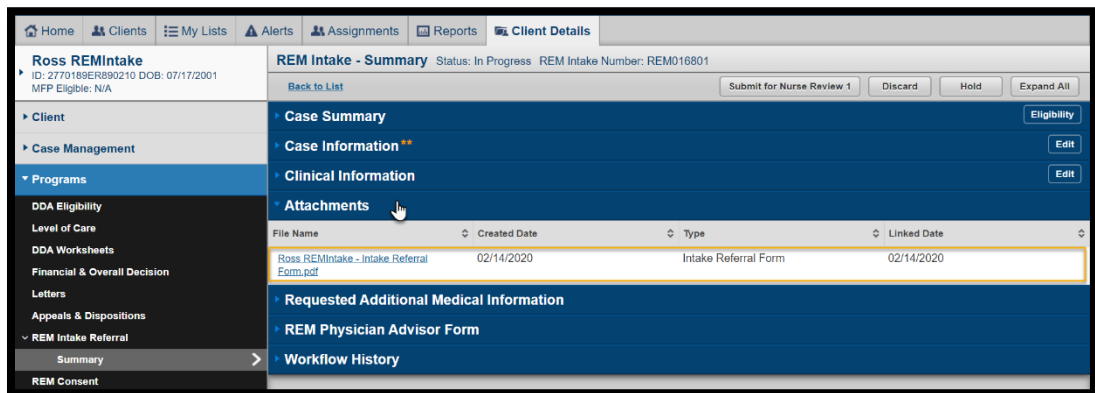 Home Clients My Lists Alerts Assignments Reports Client Details
Ross REMIntake
ID: 2770189ER890210 DOB: 07/17/2001
MFP Eligible: N/A
REM Intake - Summary Status: In Progress REM Intake Number: REM016801
Back to List Submit for Nurse Review 1 Discard Hold Expand All
Client
Case Management
Programs
DDA Eligibility
Level of Care
DDA Worksheets
Financial & Overall Decision
Letters
Appeals & Dispositions
REM Intake Referral
Summary
REM Consent
Case Summary Eligibility
Case Information** Edit
Clinical Information Edit
Attachments
File Name Created Date Type Linked Date
Ross REMIntake - Intake Referral 02/14/2020 Intake Referral Form 02/14/2020
Form.pdf
Requested Additional Medical Information
REM Physician Advisor Form
Workflow History